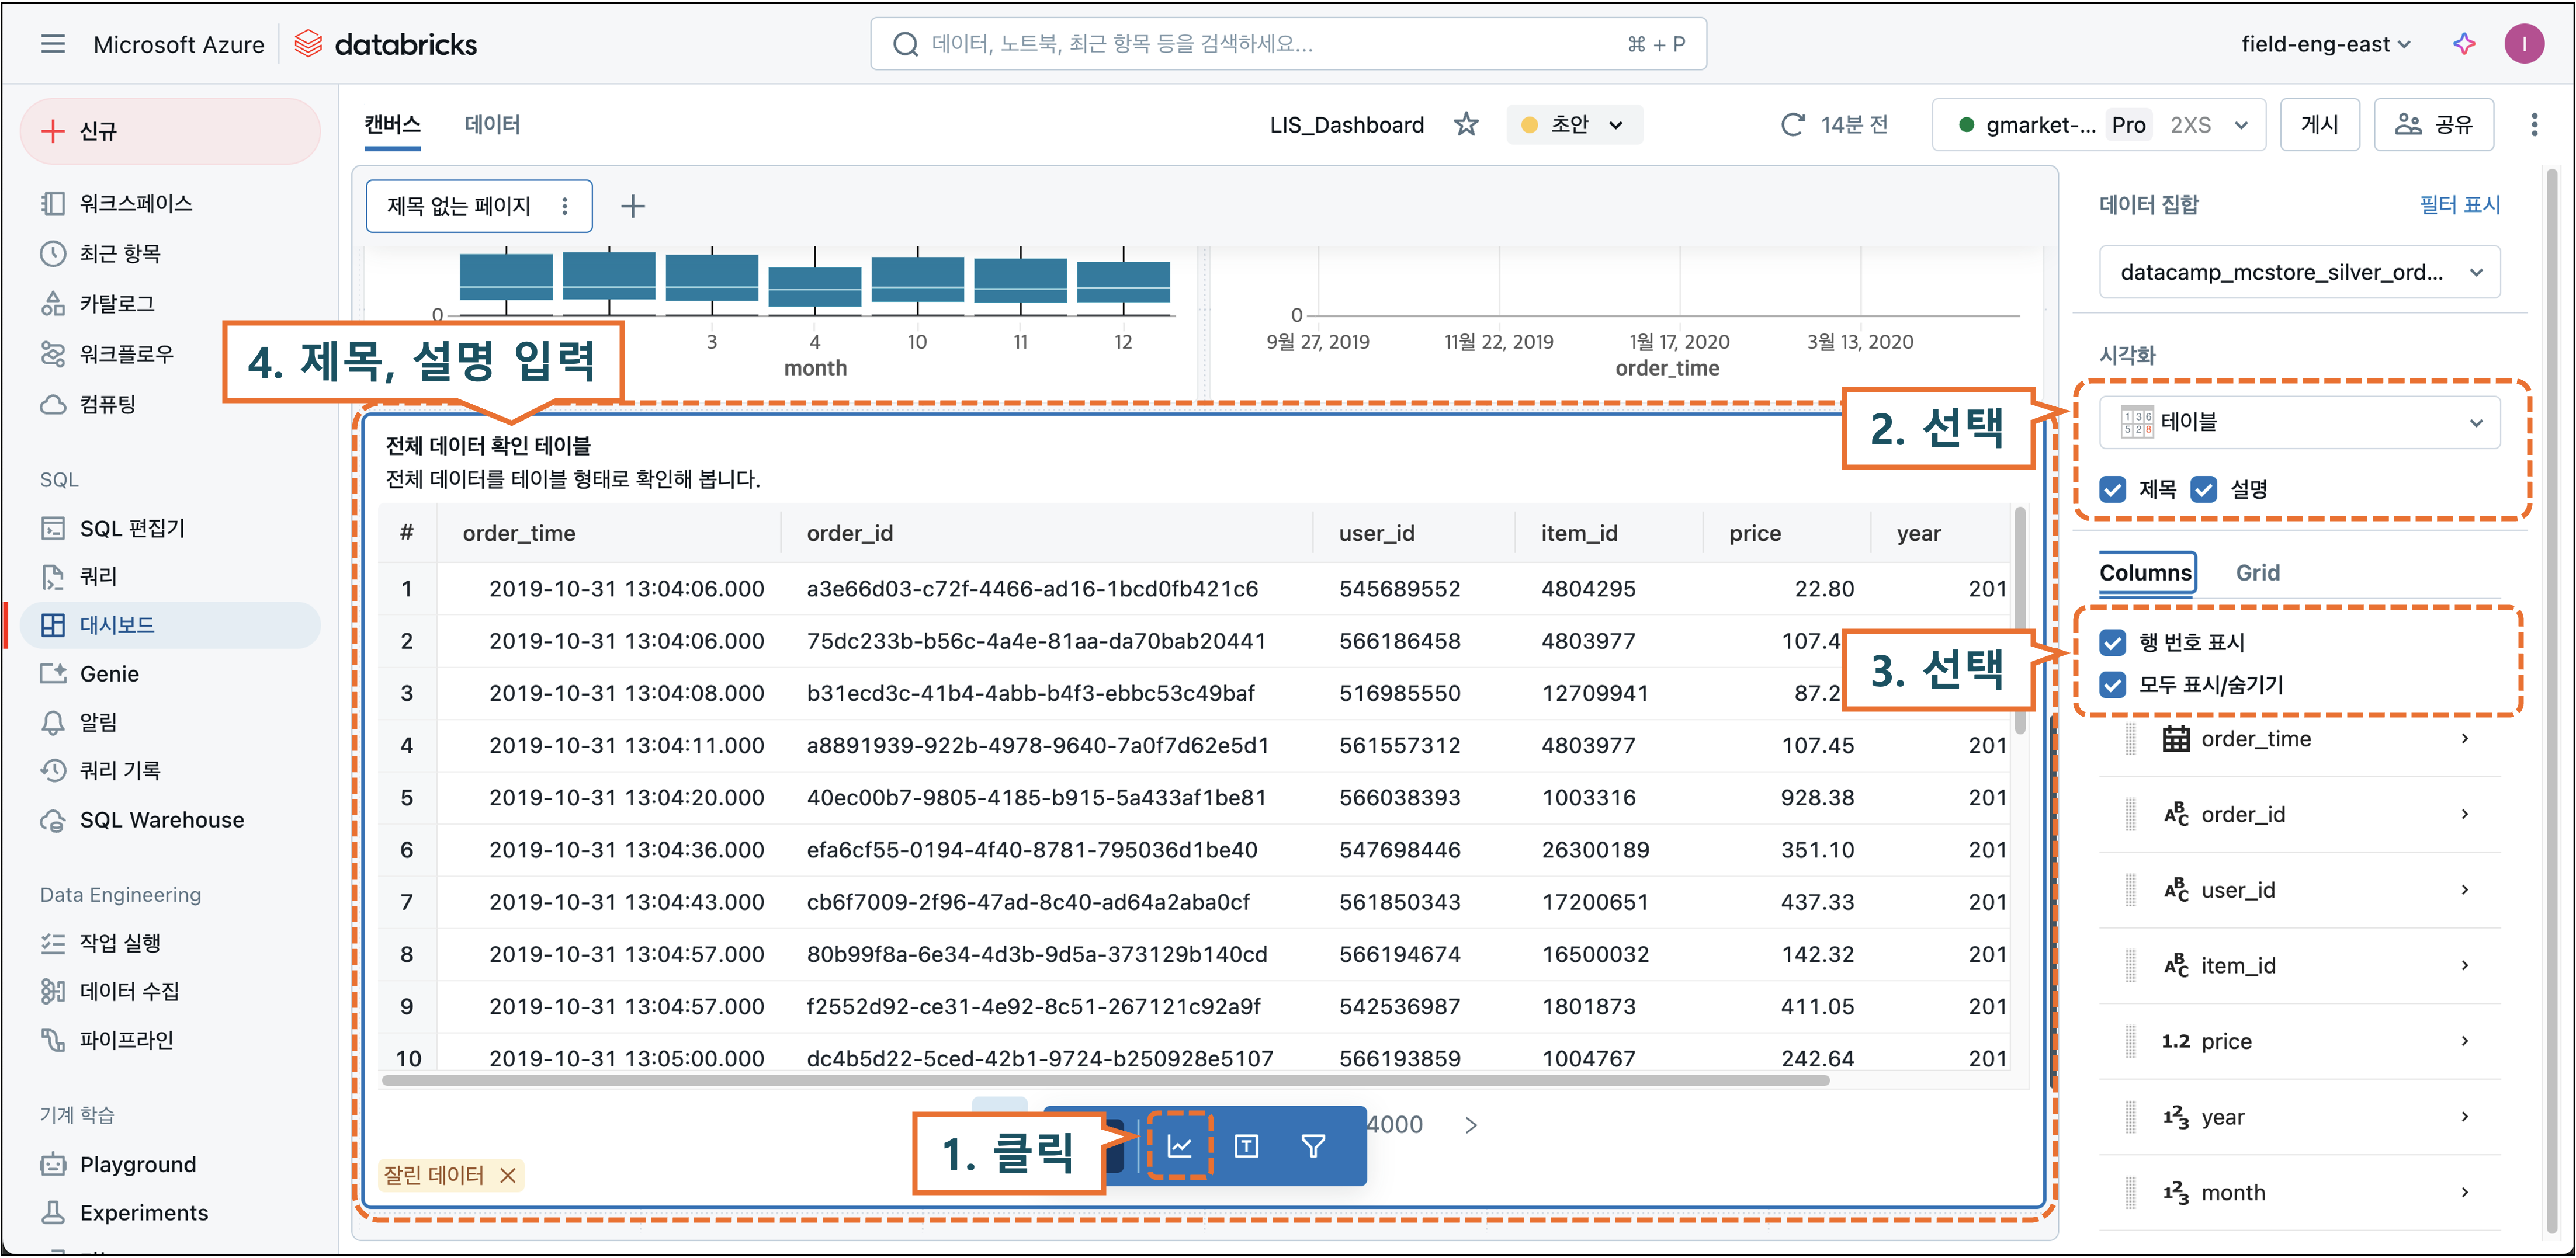 Microsoft Azure
databricks
데이터, 노트북, 최근 항목 등을 검색하세요...
⌘ + P
field-eng-east
I
신규
워크스페이스
최근 항목
카탈로그
워크플로우
컴퓨팅
SQL
SQL 편집기
쿼리
대시보드
Genie
알림
쿼리 기록
SQL Warehouse
Data Engineering
작업 실행
데이터 수집
파이프라인
기계 학습
Playground
Experiments
캔버스 데이터
LIS_Dashboard
초안
14분 전
gmarket-... Pro 2XS
게시
공유
제목 없는 페이지
0
3 4 10 11 12
month
0
9월 27, 2019 11월 22, 2019 1월 17, 2020 3월 13, 2020
order_time
4. 제목, 설명 입력
전체 데이터 확인 테이블
전체 데이터를 테이블 형태로 확인해 봅니다.
# order_time order_id user_id item_id price year
1 2019-10-31 13:04:06.000 a3e66d03-c72f-4466-ad16-1bcd0fb421c6 545689552 4804295 22.80 201
2 2019-10-31 13:04:06.000 75dc233b-b56c-4a4e-81aa-da70bab20441 566186458 4803977 107.4
3 2019-10-31 13:04:08.000 b31ecd3c-41b4-4abb-b4f3-ebbc53c49baf 516985550 12709941 87.2
4 2019-10-31 13:04:11.000 a8891939-922b-4978-9640-7a0f7d62e5d1 561557312 4803977 107.45 201
5 2019-10-31 13:04:20.000 40ec00b7-9805-4185-b915-5a433af1be81 566038393 1003316 928.38 201
6 2019-10-31 13:04:36.000 efa6cf55-0194-4f40-8781-795036d1be40 547698446 26300189 351.10 201
7 2019-10-31 13:04:43.000 cb6f7009-2f96-47ad-8c40-ad64a2aba0cf 561850343 17200651 437.33 201
8 2019-10-31 13:04:57.000 80b99f8a-6e34-4d3b-9d5a-373129b140cd 566194674 16500032 142.32 201
9 2019-10-31 13:04:57.000 f2552d92-ce31-4e92-8c51-267121c92a9f 542536987 1801873 411.05 201
10 2019-10-31 13:05:00.000 dc4b5d22-5ced-42b1-9724-b250928e5107 566193859 1004767 242.64 201
1. 클릭
4000
잘린 데이터
데이터 집합 필터 표시
datacamp_mcstore_silver_ord...
시각화
2. 선택
테이블
제목 설명
Columns Grid
3. 선택
행 번호 표시
모두 표시/숨기기
order_time
ABC order_id
ABC user_id
ABC item_id
1.2 price
123 year
123 month